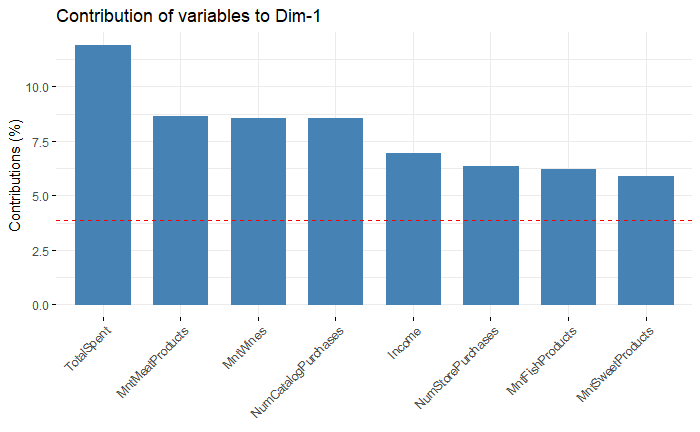 Contribution of variables to Dim-1
Contributions (%)
10.0
7.5
5.0
2.5
0.0
TotalSpent
MntMeatProducts
MntWines
NumCatalogPurchases
Income
NumStorePurchases
MntFishProducts
MntSweetProducts